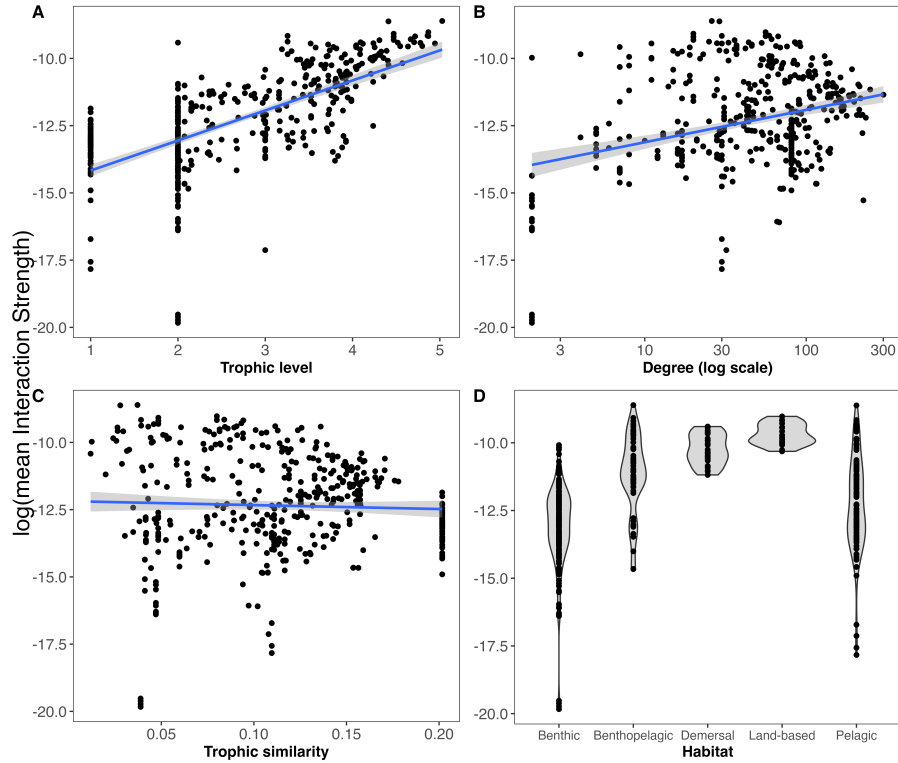 A
B
-10.0
-12.5
-15.0
-17.5
-20.0
1
2
3
4
5
Trophic level
-10.0
-12.5
-15.0
-17.5
-20.0
3
10
30
100
300
Degree (log scale)
log(mean Interaction Strength)
C
D
-10.0
-12.5
-15.0
-17.5
-20.0
0.05
0.10
0.15
0.20
Trophic similarity
-10.0
-12.5
-15.0
-17.5
-20.0
Benthic
Benthopelagic
Demersal
Land-based
Pelagic
Habitat